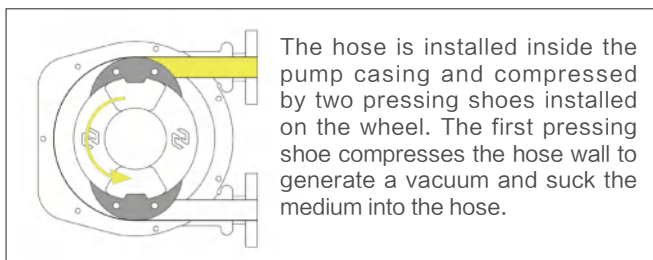 The hose is installed inside the
pump casing and compressed
by two pressing shoes installed
on the wheel. The first pressing
shoe compresses the hose wall to
generate a vacuum and suck the
medium into the hose.